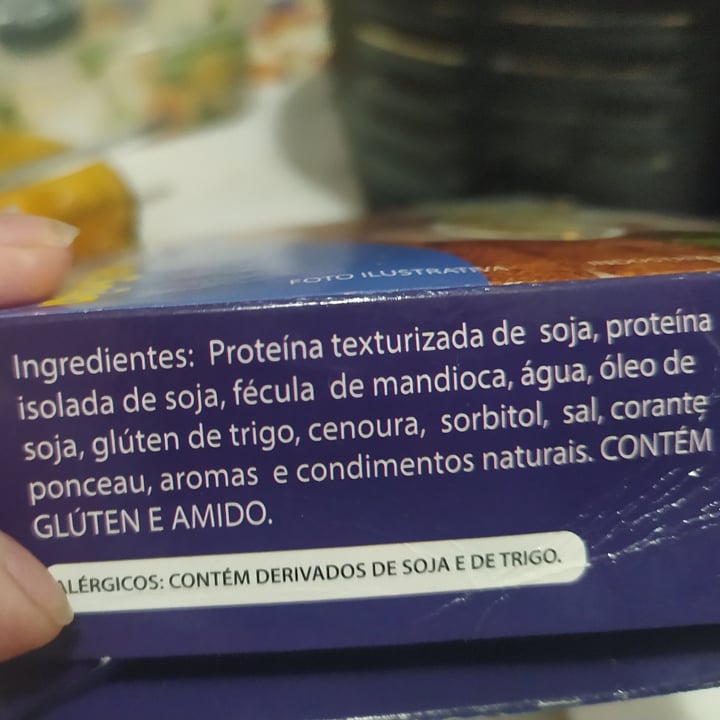 FOTO ILUSTRATIVA
Ingredientes: Proteína texturizada de soja, proteína
isolada de soja, fécula de mandioca, água, óleo de
soja, glúten de trigo, cenoura, sorbitol, sal, corante
ponceau, aromas e condimentos naturais. CONTÉM
GLÚTEN E AMIDO.
ALÉRGICOS: CONTÉM DERIVADOS DE SOJA E DE TRIGO.